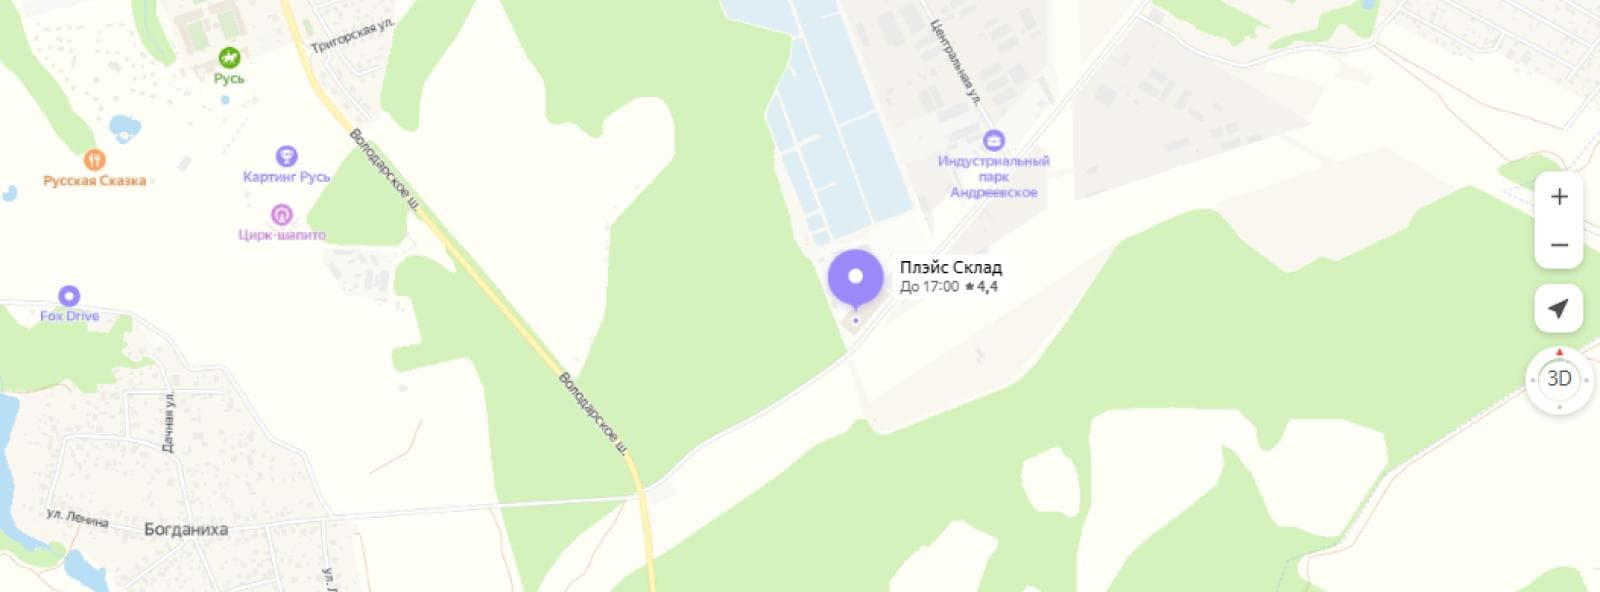 Тригорская ул.
Центральная ул.
Русь
Володарское ш.
Русская Сказка
Картинг Русь
Индустриальный
парк
Андреевское
Цирк-шапито
Плэйс Склад
До 17:00 ★ 4,4
Fox Drive
Володарское ш.
Дачная ул.
ул. Ленина
Богданиха
+
−
3D